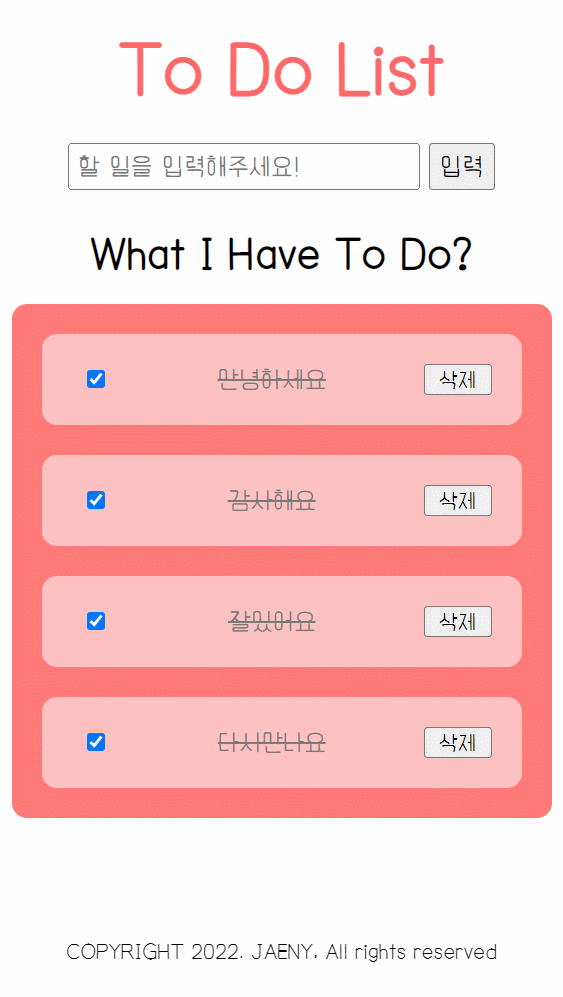 To Do List
할 일을 입력해주세요!
입력
What I Have To Do?
안녕하세요 삭제
감사해요 삭제
잘있어요 삭제
다시만나요 삭제
COPYRIGHT 2022. JAENY. All rights reserved